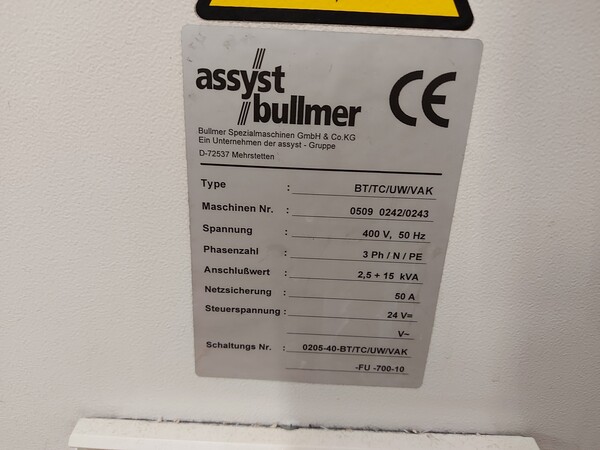 assyst
bullmer
CE
Bullmer Spezialmaschinen GmbH & Co.KG
Ein Unternehmen der assyst - Gruppe
D-72537 Mehrstetten
Type : BT/TC/UW/VAK
Maschinen Nr. : 0509 0242/0243
Spannung : 400 V, 50 Hz
Phasenzahl : 3 Ph / N / PE
Anschlußwert : 2,5 + 15 kVA
Netzsicherung : 50 A
Steuerspannung : 24 V=
V~
Schaltungs Nr. : 0205-40-BT/TC/UW/VAK
-FU -700-10